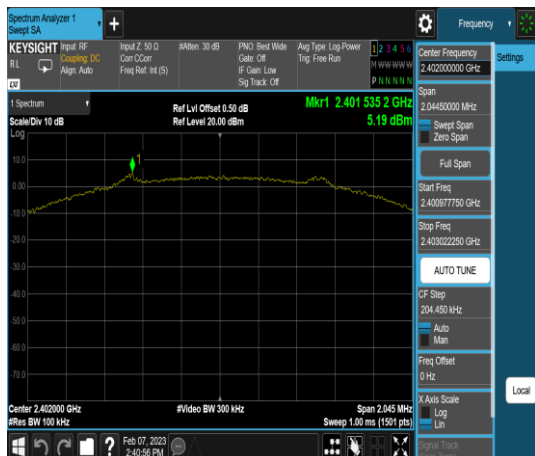 Spectrum Analyzer 1
Swept SA
Frequency
KEYSIGHT
RL
LXI
Input: RF
Coupling: DC
Align: Auto
Input Z: 50 Ω
Corr CCorr
Freq Ref: Int (S)
#Atten: 30 dB
PNO: Best Wide
Gate: Off
IF Gain: Low
Sig Track: Off
Avg Type: Log-Power
Trig: Free Run
1 2 3 4 5 6
M W W W W W
P N N N N N
Center Frequency
2.402000000 GHz
Settings
Span
2.04450000 MHz
Swept Span
Zero Span
Full Span
Start Freq
2.400977750 GHz
Stop Freq
2.403022250 GHz
AUTO TUNE
CF Step
204.450 kHz
Auto
Man
Freq Offset
0 Hz
X Axis Scale
Log
Lin
Signal Track
Local
1 Spectrum
Scale/Div 10 dB
Ref Lvl Offset 0.50 dB
Ref Level 20.00 dBm
Mkr1 2.401 535 2 GHz
5.19 dBm
Log
1
10.0
0.00
-10.0
-20.0
-30.0
-40.0
-50.0
-60.0
-70.0
Center 2.402000 GHz
#Res BW 100 kHz
#Video BW 300 kHz
Span 2.045 MHz
Sweep 1.00 ms (1501 pts)
?
Feb 07, 2023
2:40:56 PM